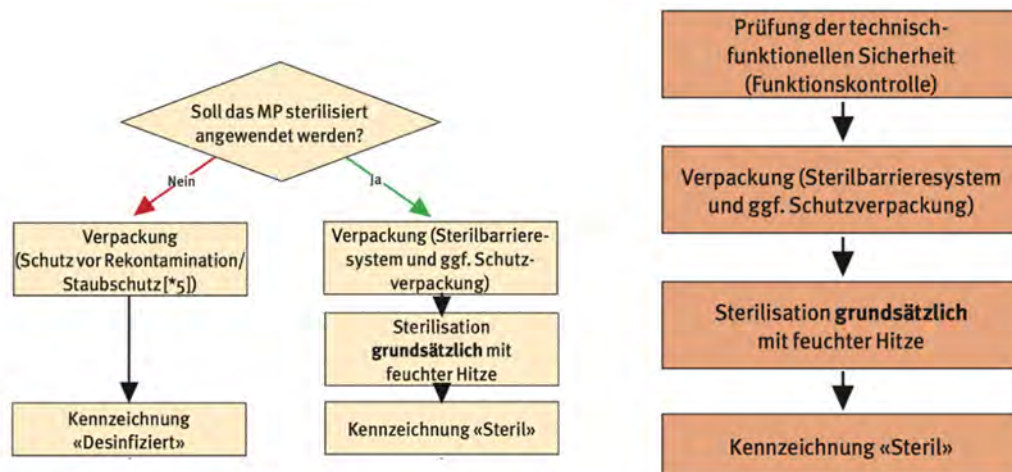 Soll das MP sterilisiert
angewendet werden?
Nein
Ja
Verpackung
(Schutz vor Rekontamination/
Staubschutz[*5])
Kennzeichnung
«Desinfiziert»
Verpackung (Sterilbarriere-
system und ggf. Schutz-
verpackung)
Sterilisation
grundsätzlich mit
feuchter Hitze
Kennzeichnung «Steril»
Prüfung der technisch-
funktionellen Sicherheit
(Funktionskontrolle)
Verpackung (Sterilbarrieresystem
und ggf. Schutzverpackung)
Sterilisation grundsätzlich
mit feuchter Hitze
Kennzeichnung «Steril»